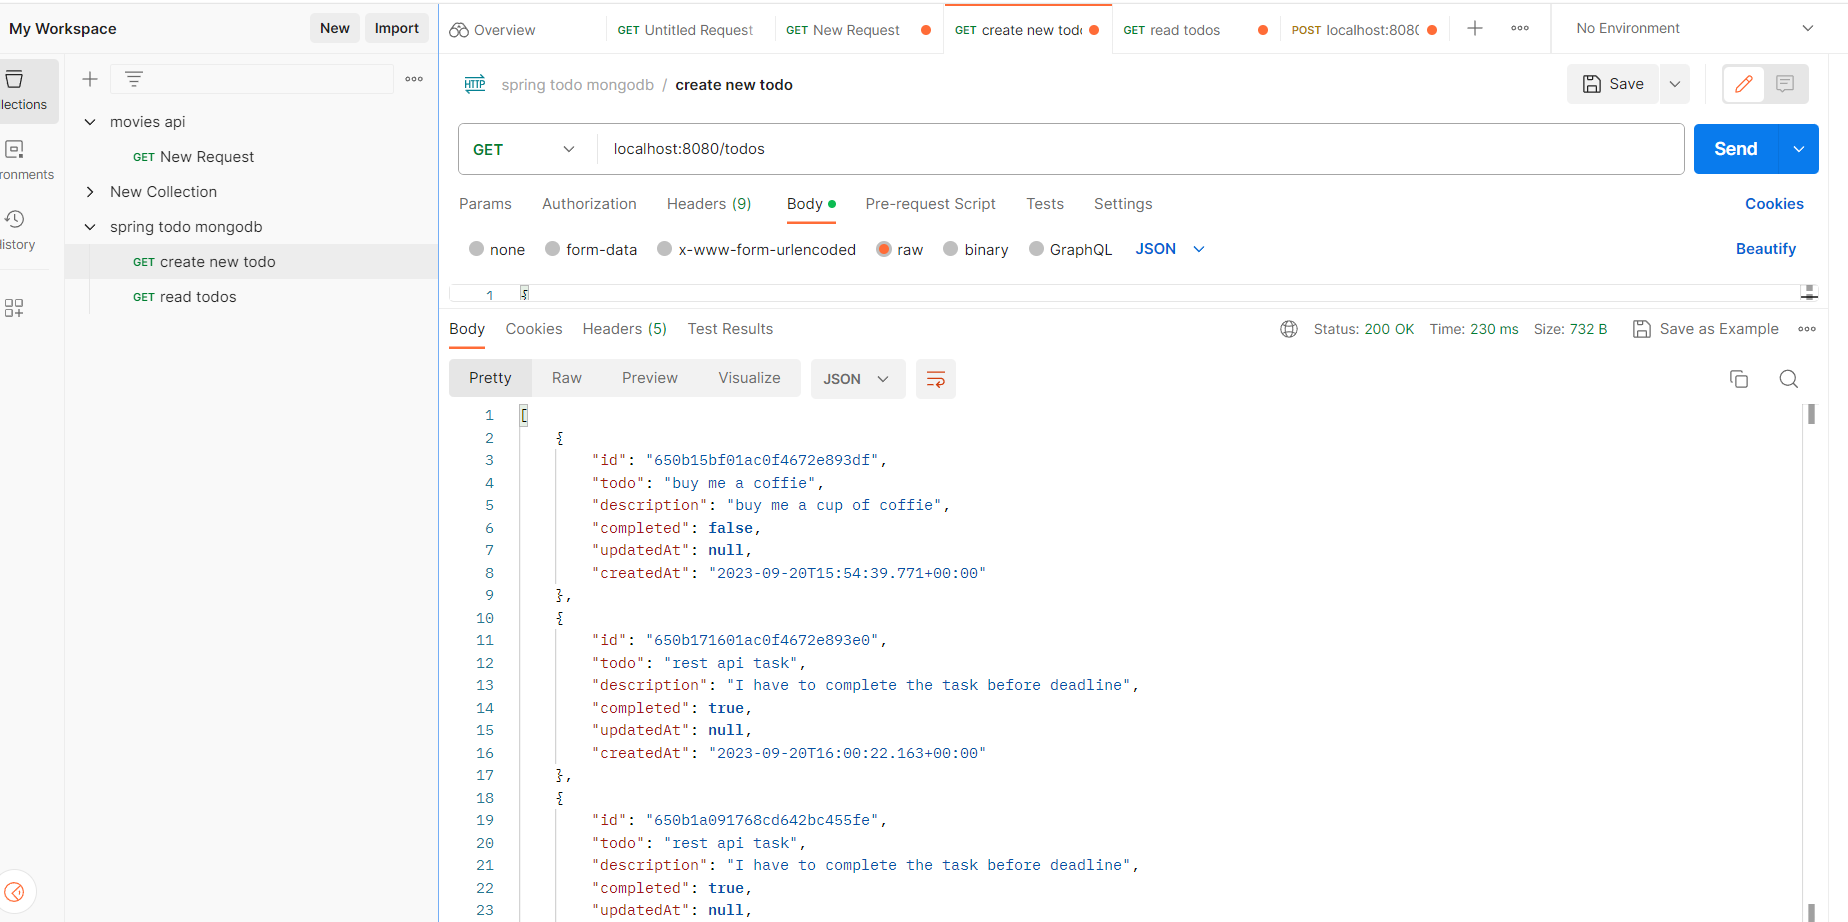 My Workspace
New
Import
Overview
GET Untitled Request
GET New Request
GET create new tod
GET read todos
POST localhost:808
No Environment
lections
ronments
istory
movies api
GET New Request
New Collection
spring todo mongodb
GET create new todo
GET read todos
HTTP spring todo mongodb / create new todo
Save
GET
localhost:8080/todos
Send
Params
Authorization
Headers (9)
Body
Pre-request Script
Tests
Settings
Cookies
none
form-data
x-www-form-urlencoded
raw
binary
GraphQL
JSON
Beautify
1 {
Body
Cookies
Headers (5)
Test Results
Status: 200 OK
Time: 230 ms
Size: 732 B
Save as Example
Pretty
Raw
Preview
Visualize
JSON
1 [
2 {
3 "id": "650b15bf01ac0f4672e893df",
4 "todo": "buy me a coffie",
5 "description": "buy me a cup of coffie",
6 "completed": false,
7 "updatedAt": null,
8 "createdAt": "2023-09-20T15:54:39.771+00:00"
9 },
10 {
11 "id": "650b171601ac0f4672e893e0",
12 "todo": "rest api task",
13 "description": "I have to complete the task before deadline",
14 "completed": true,
15 "updatedAt": null,
16 "createdAt": "2023-09-20T16:00:22.163+00:00"
17 },
18 {
19 "id": "650b1a091768cd642bc455fe",
20 "todo": "rest api task",
21 "description": "I have to complete the task before deadline",
22 "completed": true,
23 "updatedAt": null,